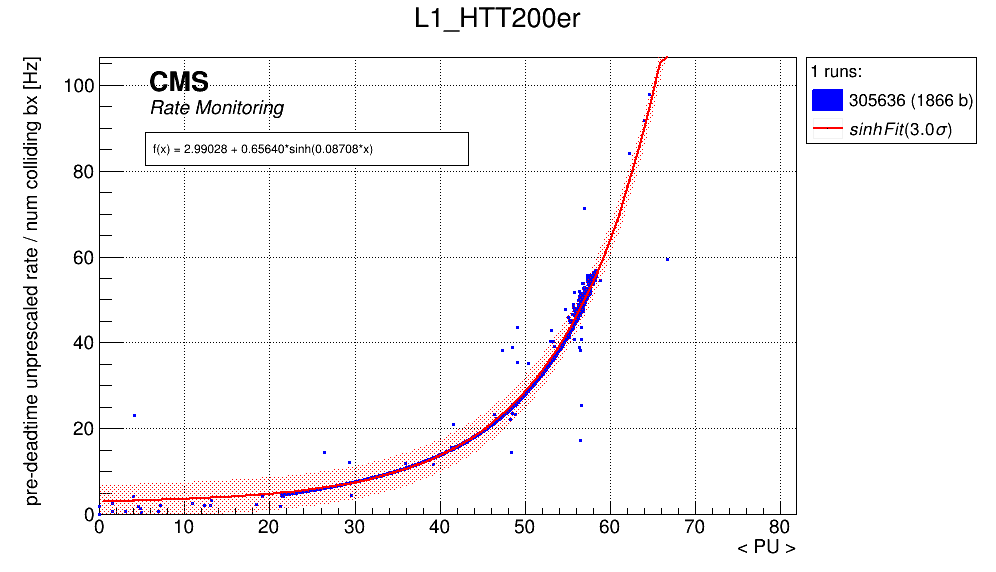 L1_HTT200er
pre-deadtime unprescaled rate / num colliding bx [Hz]
CMS
Rate Monitoring
f(x) = 2.99028 + 0.65640*sinh(0.08708*x)
1 runs:
305636 (1866 b)
sinhFit(3.0σ)
100
80
60
40
20
0
0 10 20 30 40 50 60 70 80
< PU >